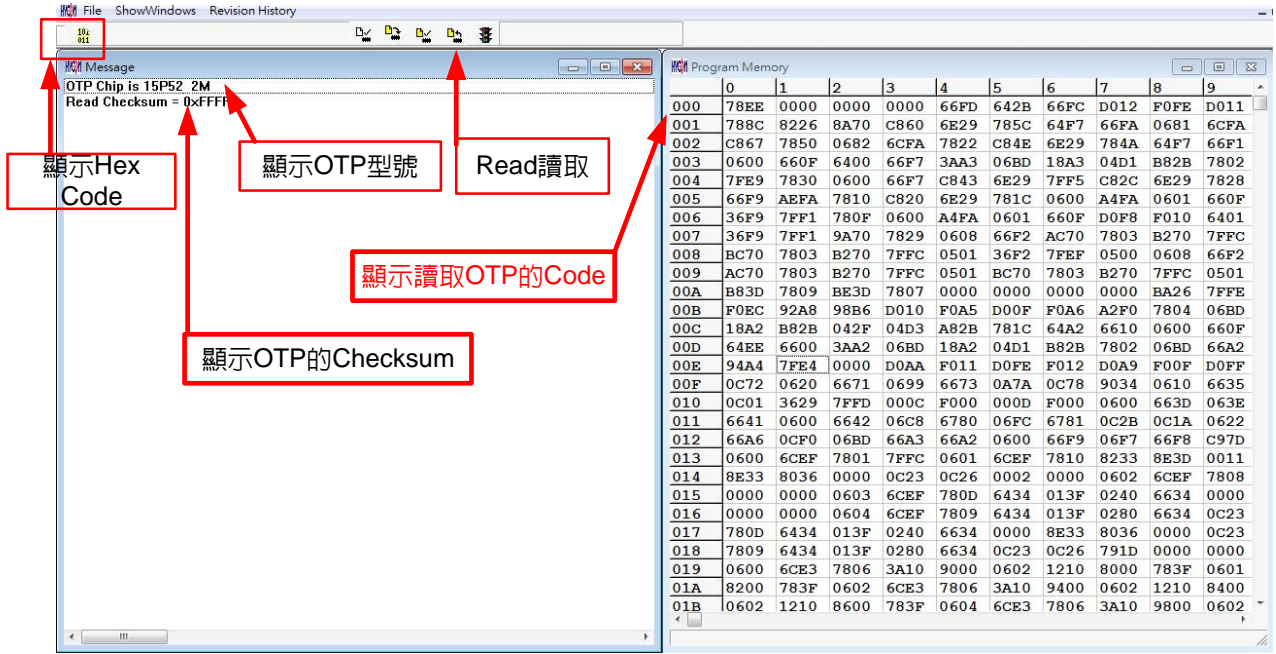 HYCON File ShowWindows Revision History
Message
OTP Chip is 15P52_2M
Read Checksum = 0xFFFF
顯示Hex
Code
顯示OTP型號
Read讀取
顯示讀取OTP的Code
顯示OTP的Checksum
Program Memory
0 1 2 3 4 5 6 7 8 9
000 78EE 0000 0000 0000 66FD 642B 66FC D012 F0FE D011
001 788C 8226 8A70 C860 6E29 785C 64F7 66FA 0681 6CFA
002 C867 7850 0682 6CFA 7822 C84E 6E29 784A 64F7 66F1
003 0600 660F 6400 66F7 3AA3 06BD 18A3 04D1 B82B 7802
004 7FE9 7830 0600 66F7 C843 6E29 7FF5 C82C 6E29 7828
005 66F9 AEFA 7810 C820 6E29 781C 0600 A4FA 0601 660F
006 36F9 7FF1 780F 0600 A4FA 0601 660F D0F8 F010 6401
007 36F9 7FF1 9A70 7829 0608 66F2 AC70 7803 B270 7FFC
008 BC70 7803 B270 7FFC 0501 36F2 7FEF 0500 0608 66F2
009 AC70 7803 B270 7FFC 0501 BC70 7803 B270 7FFC 0501
00A B83D 7809 BE3D 7807 0000 0000 0000 0000 BA26 7FFE
00B F0EC 92A8 98B6 D010 F0A5 D00F F0A6 A2F0 7804 06BD
00C 18A2 B82B 042F 04D3 A82B 781C 64A2 6610 0600 660F
00D 64EE 6600 3AA2 06BD 18A2 04D1 B82B 7802 06BD 66A2
00E 94A4 7FE4 0000 D0AA F011 D0FE F012 D0A9 F00F D0FF
00F 0C72 0620 6671 0699 6673 0A7A 0C78 9034 0610 6635
010 0C01 3629 7FFD 000C F000 000D F000 0600 663D 063E
011 6641 0600 6642 06C8 6780 06FC 6781 0C2B 0C1A 0622
012 66A6 0CF0 06BD 66A3 66A2 0600 66F9 06F7 66F8 C97D
013 0600 6CEF 7801 7FFC 0601 6CEF 7810 8233 8E3D 0011
014 8E33 8036 0000 0C23 0C26 0002 0000 0602 6CEF 7808
015 0000 0000 0603 6CEF 780D 6434 013F 0240 6634 0000
016 0000 0000 0604 6CEF 7809 6434 013F 0280 6634 0C23
017 780D 6434 013F 0240 6634 0000 8E33 8036 0000 0C23
018 7809 6434 013F 0280 6634 0C23 0C26 791D 0000 0000
019 0600 6CE3 7806 3A10 9000 0602 1210 8000 783F 0601
01A 8200 783F 0602 6CE3 7806 3A10 9400 0602 1210 8400
01B 0602 1210 8600 783F 0604 6CE3 7806 3A10 9800 0602